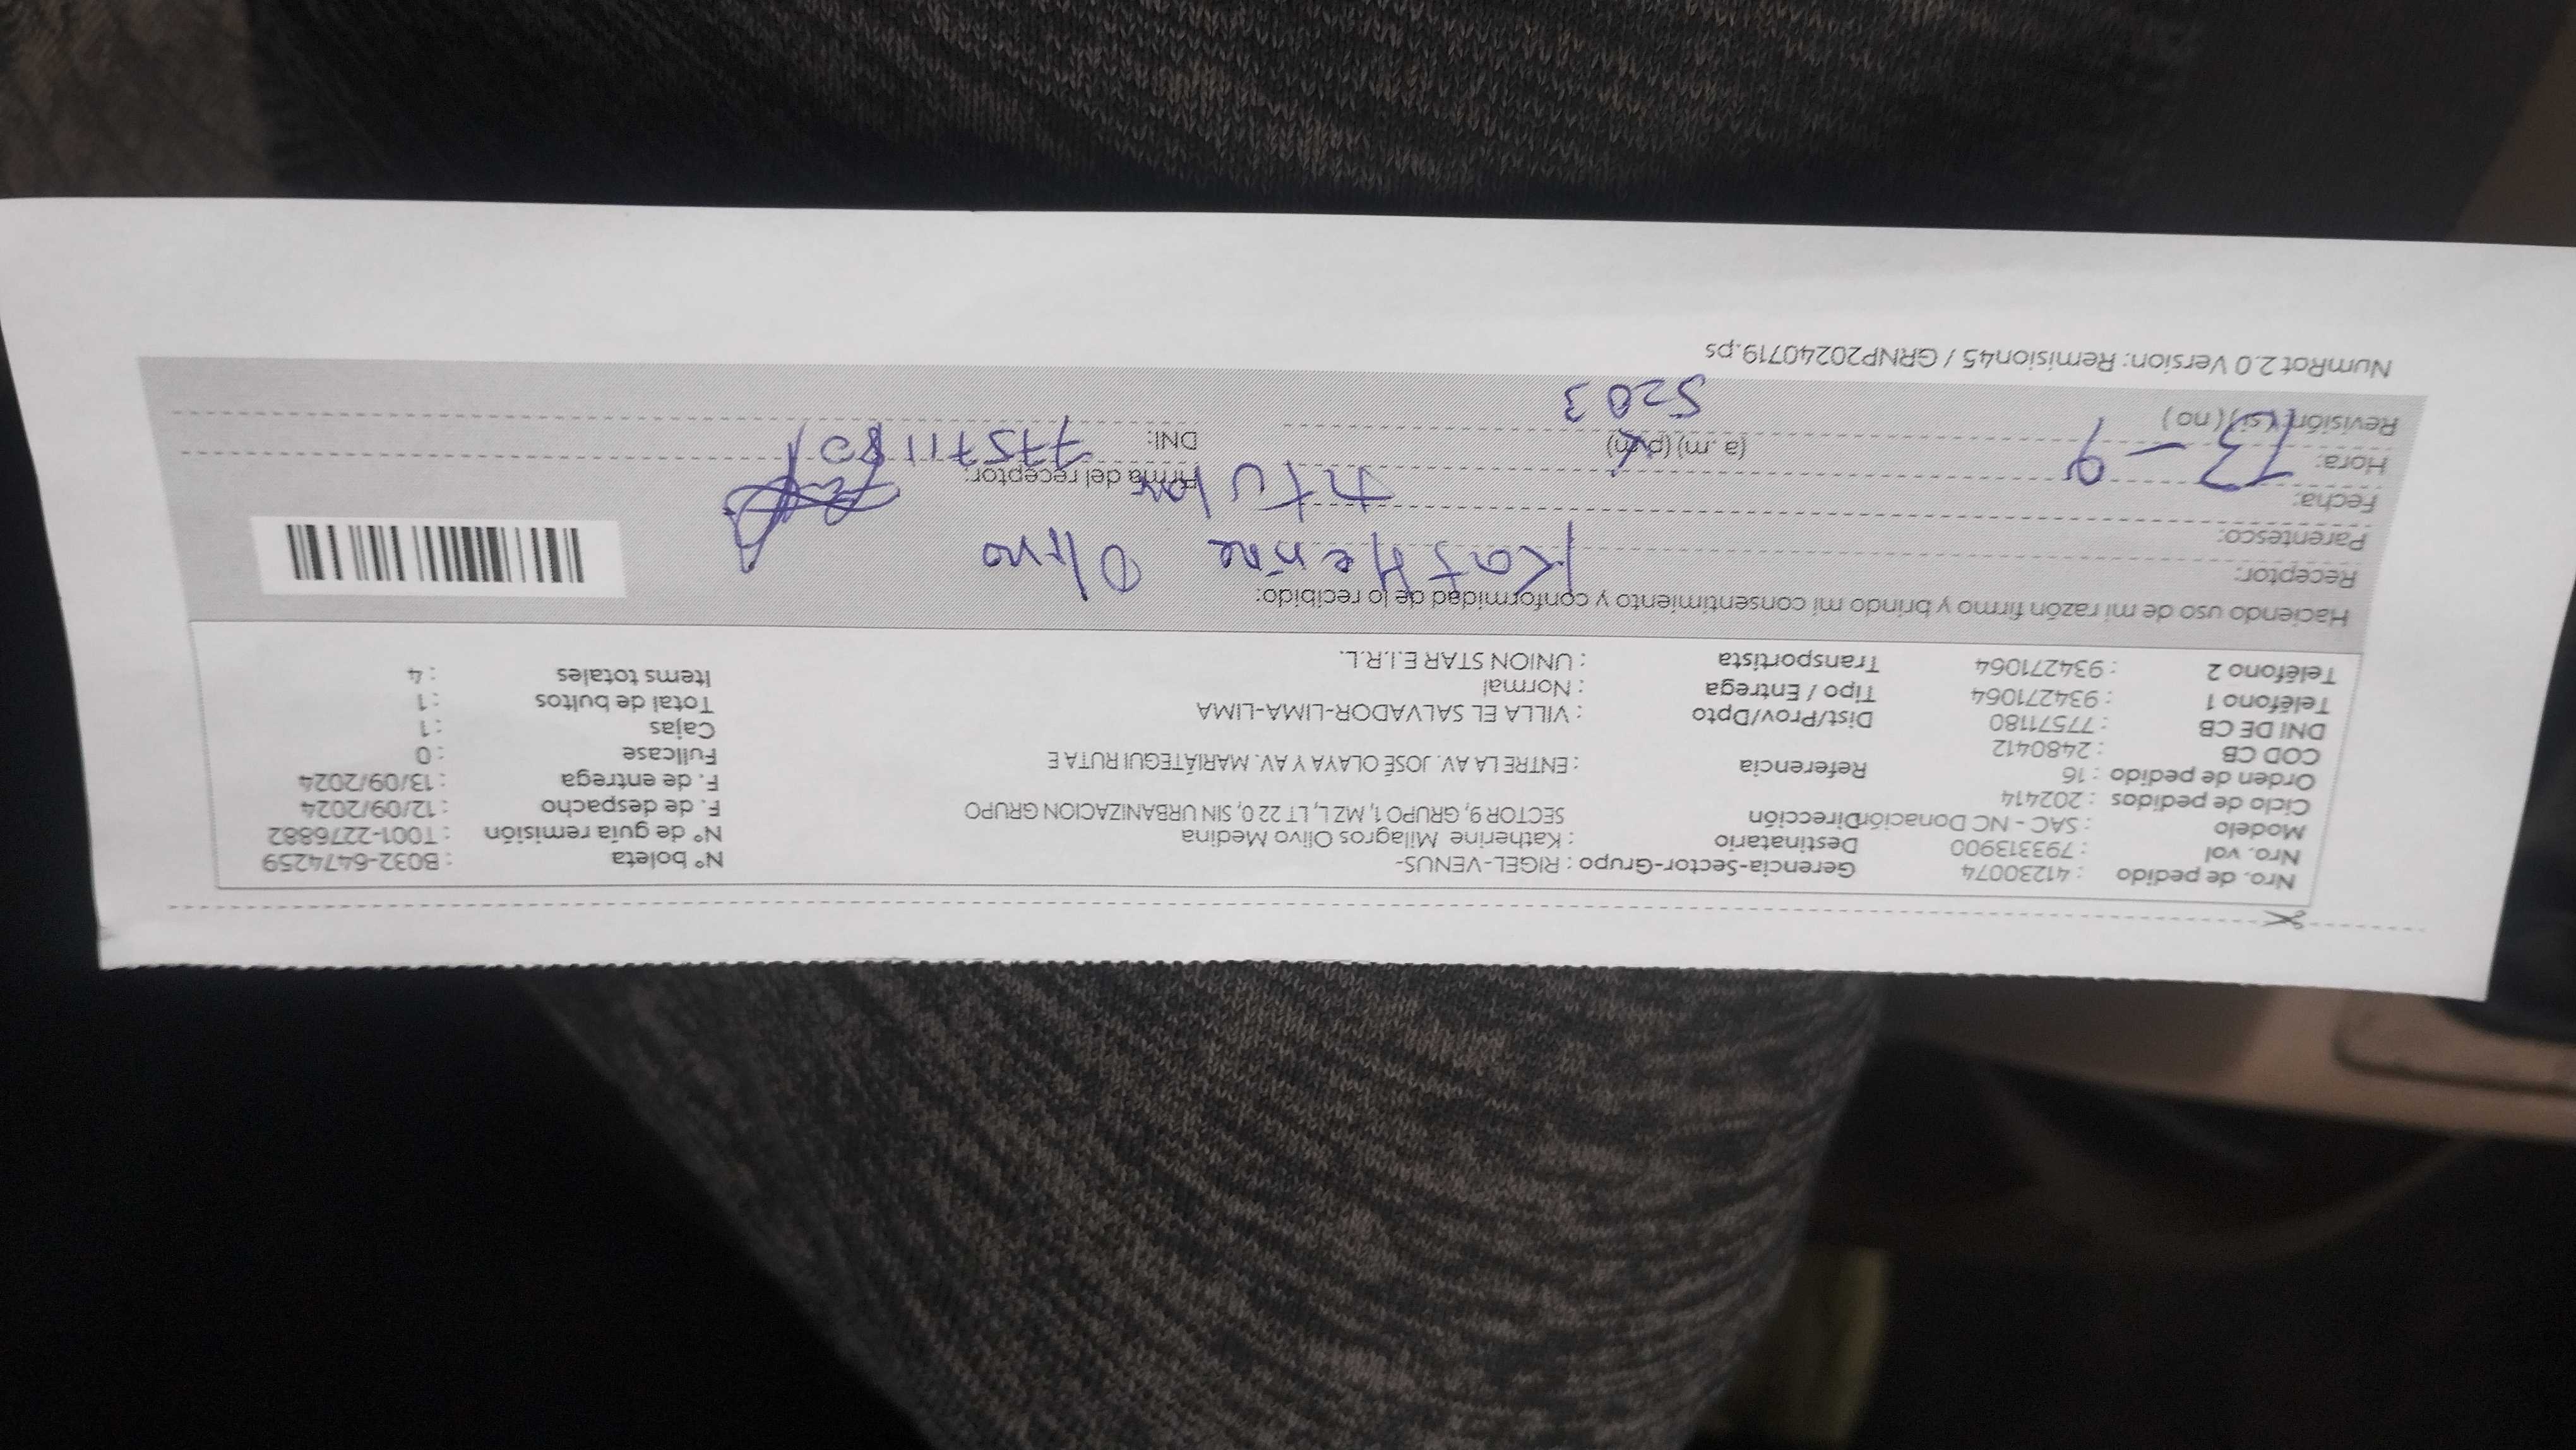 Nro. de pedido : 41230074 Gerencia-Sector-Grupo : RIGEL-VENUS- N° boleta : B032-6474259
Nro. vol : 793313900 Destinatario : Katherine Milagros Olivo Medina N° de guía remisión : T001-2276882
Modelo : SAC - NC Donación Dirección SECTOR 9, GRUPO 1, MZ L, LT 22 0, SIN URBANIZACION GRUPO F. de despacho : 12/09/2024
Ciclo de pedidos : 202414 F. de entrega : 13/09/2024
Orden de pedido : 16 Referencia : ENTRE LA AV. JOSÉ OLAYA Y AV. MARIÁTEGUI RUTA E Fullcase : 0
COD CB : 2480412 Cajas : 1
DNI DE CB : 77571180 Dist/Prov/Dpto : VILLA EL SALVADOR-LIMA-LIMA Total de bultos : 1
Teléfono 1 : 934271064 Tipo / Entrega : Normal Items totales : 4
Teléfono 2 : 934271064 Transportista : UNION STAR E.I.R.L.
Haciendo uso de mi razón firmo y brindo mi consentimiento y conformidad de lo recibido:
Receptor: Katherine Olivo
Parentesco: titular
Fecha: 13-9 Firma del receptor:
Hora: (a. m) (p. m) DNI: 77571180
Revisión: (si) (no) 5203
NumRot 2.0 Version: Remision45 / GRNP20240719.ps